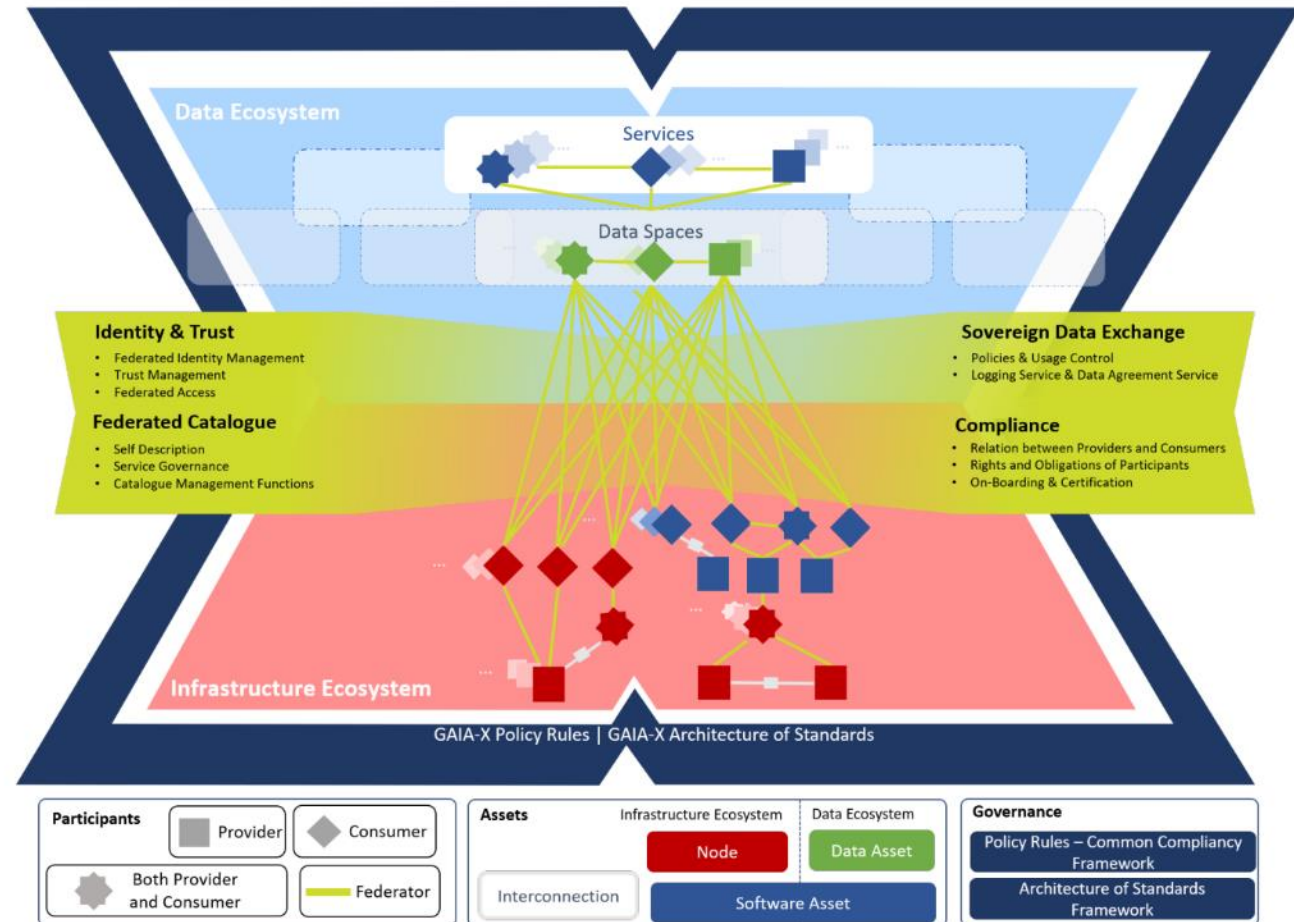 Data Ecosystem
Services
...
...
...
Data Spaces
...
...
Identity & Trust
• Federated Identity Management
• Trust Management
• Federated Access
Federated Catalogue
• Self Description
• Service Governance
• Catalogue Management Functions
Sovereign Data Exchange
• Policies & Usage Control
• Logging Service & Data Agreement Service
Compliance
• Relation between Providers and Consumers
• Rights and Obligations of Participants
• On-Boarding & Certification
...
...
...
...
Infrastructure Ecosystem
GAIA-X Policy Rules | GAIA-X Architecture of Standards
Participants
Provider
Consumer
Both Provider
and Consumer
Federator
Assets
Infrastructure Ecosystem
Data Ecosystem
Node
Data Asset
Interconnection
Software Asset
Governance
Policy Rules – Common Compliancy
Framework
Architecture of Standards
Framework